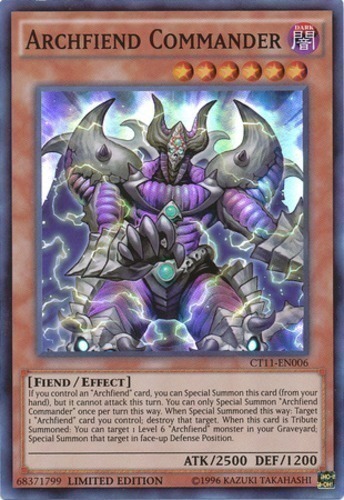 ARCHFIEND COMMANDER
DARK
闇
CT11-EN006
[FIEND / EFFECT]
If you control an "Archfiend" card, you can Special Summon this card (from your
hand), but it cannot attack this turn. You can only Special Summon "Archfiend
Commander" once per turn this way. When Special Summoned this way: Target
1 "Archfiend" card you control; destroy that target. When this card is Tribute
Summoned: You can target 1 Level 6 "Archfiend" monster in your Graveyard;
Special Summon that target in face-up Defense Position.
ATK/2500 DEF/1200
68371799 LIMITED EDITION ©1996 KAZUKI TAKAHASHI